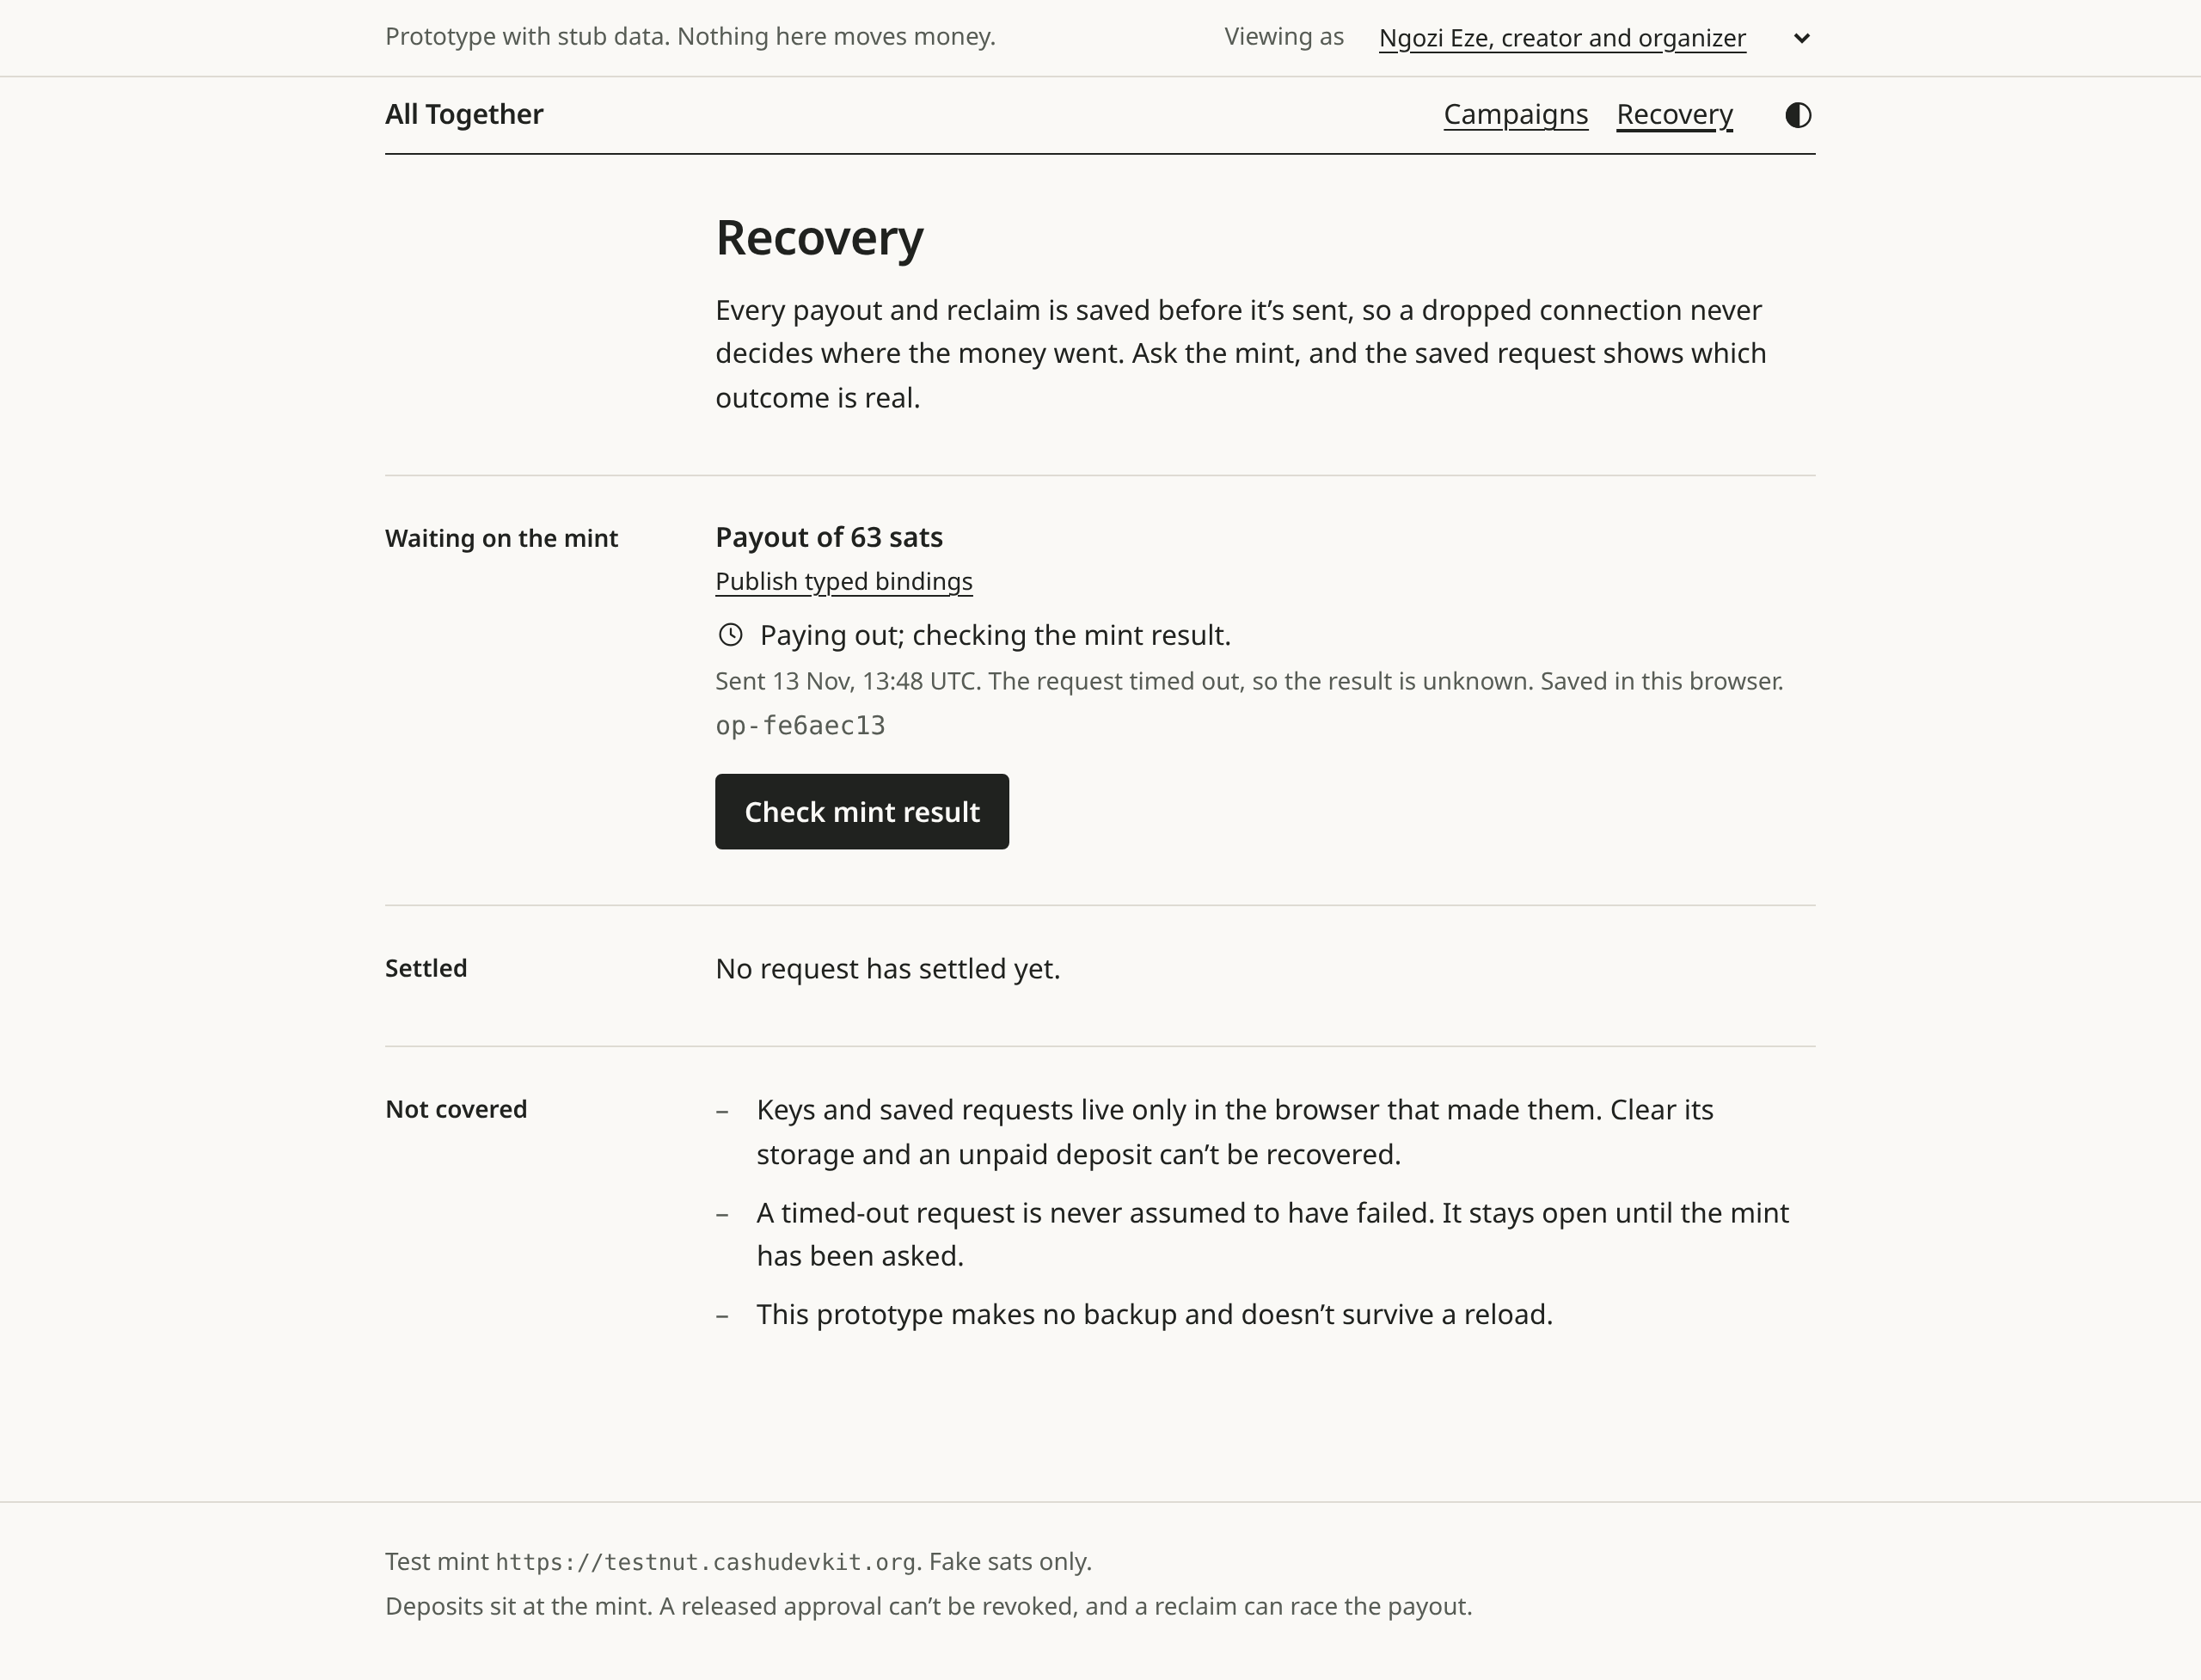 Prototype with stub data. Nothing here moves money.
Viewing as Ngozi Eze, creator and organizer
All Together
Campaigns Recovery
Recovery
Every payout and reclaim is saved before it’s sent, so a dropped connection never
decides where the money went. Ask the mint, and the saved request shows which
outcome is real.
Waiting on the mint
Payout of 63 sats
Publish typed bindings
Paying out; checking the mint result.
Sent 13 Nov, 13:48 UTC. The request timed out, so the result is unknown. Saved in this browser.
op-fe6aec13
Check mint result
Settled
No request has settled yet.
Not covered
– Keys and saved requests live only in the browser that made them. Clear its
storage and an unpaid deposit can’t be recovered.
– A timed-out request is never assumed to have failed. It stays open until the mint
has been asked.
– This prototype makes no backup and doesn’t survive a reload.
Test mint https://testnut.cashudevkit.org. Fake sats only.
Deposits sit at the mint. A released approval can’t be revoked, and a reclaim can race the payout.